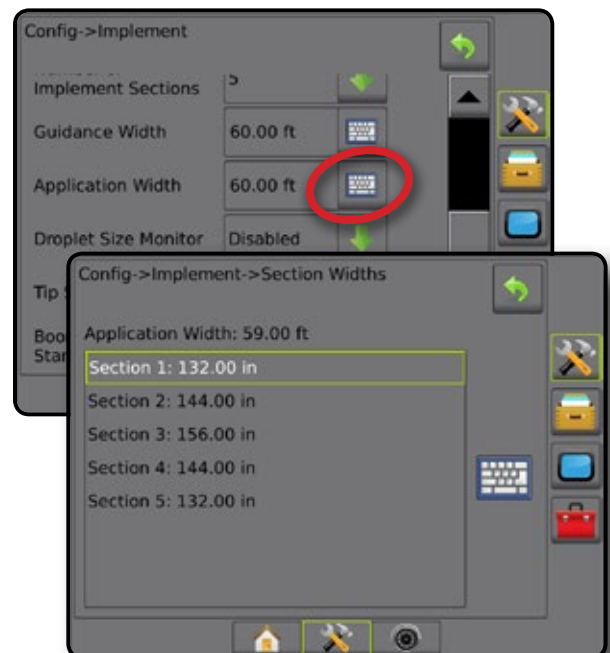 Config->Implement
Implement Sections 5
Guidance Width 60.00 ft
Application Width 60.00 ft
Droplet Size Monitor Disabled
Tip
Config->Implement->Section Widths
Application Width: 59.00 ft
Section 1: 132.00 in
Section 2: 144.00 in
Section 3: 156.00 in
Section 4: 144.00 in
Section 5: 132.00 in